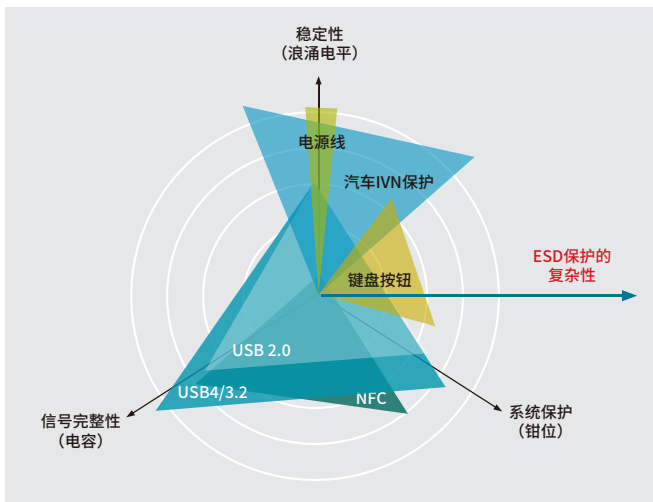 稳定性
（浪涌电平）
电源线
汽车IVN保护
ESD保护的
复杂性
键盘按钮
USB 2.0
USB4/3.2
NFC
信号完整性
（电容）
系统保护
（钳位）